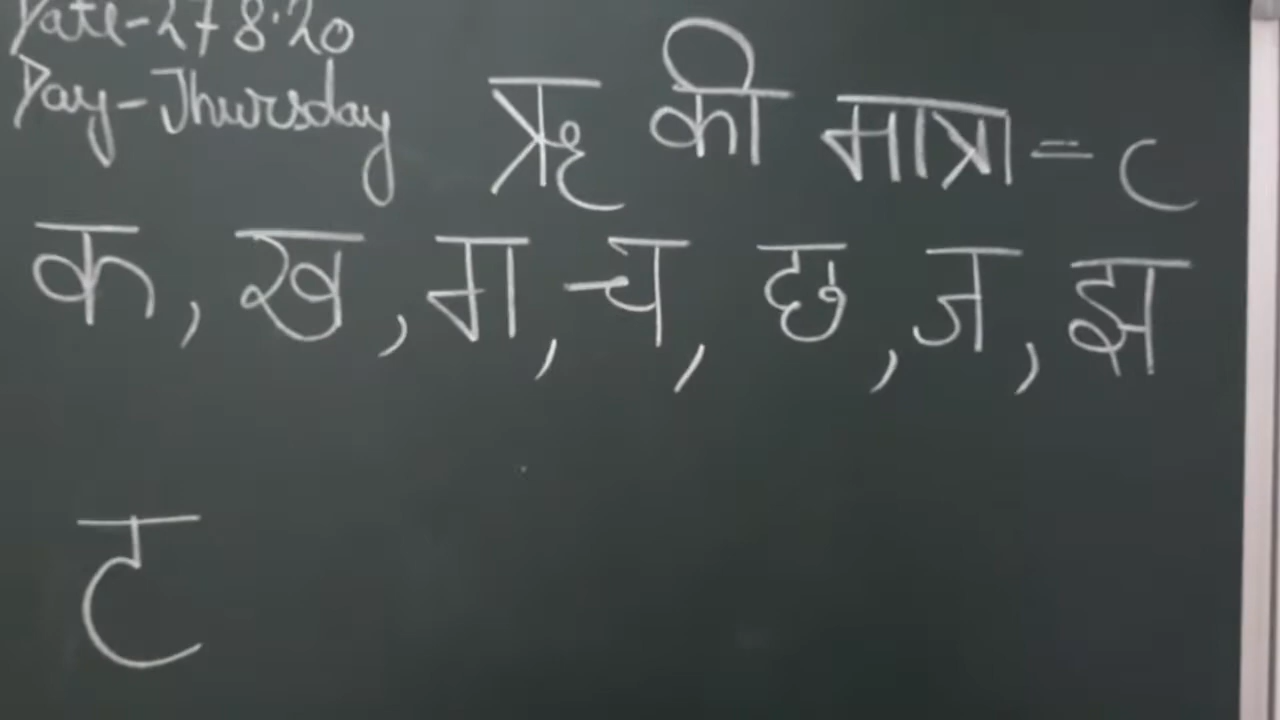 Date-27 8.20
Day-Thursday
ऋ की मात्रा = ृ
क, ख, ग, च, छ, ज, झ
ट